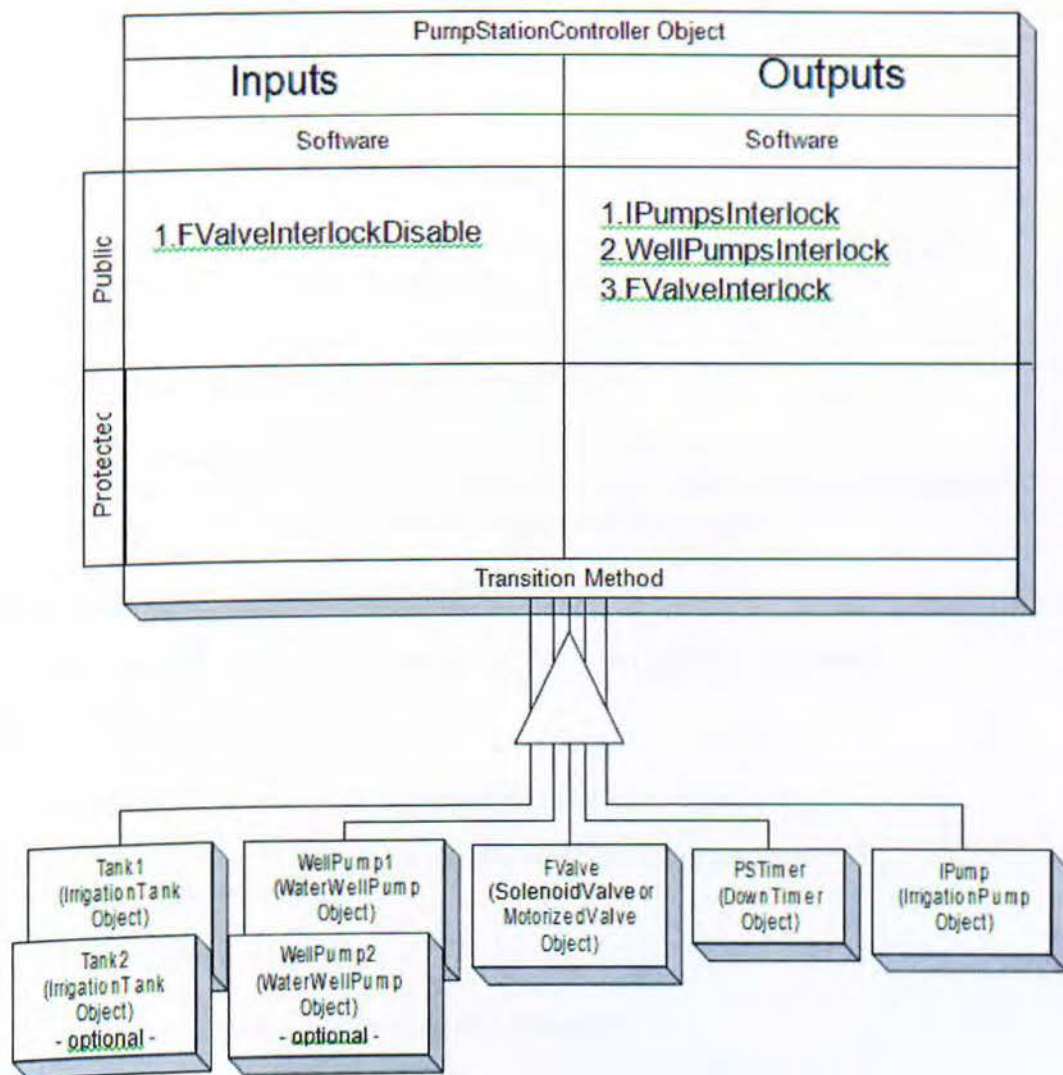 PumpStationController Object
Inputs
Outputs
Software
Software
Public
1.FValveInterlockDisable
1.IPumpsInterlock
2.WellPumpsInterlock
3.FValveInterlock
Protected
Transition Method
Tank1
(IrrigationTank
Object)
Tank2
(IrrigationTank
Object)
- optional -
WellPump1
(WaterWellPump
Object)
WellPump2
(WaterWellPump
Object)
- optional -
FValve
(SolenoidValve or
MotorizedValve
Object)
PSTimer
(DownTimer
Object)
IPump
(IrrigationPump
Object)